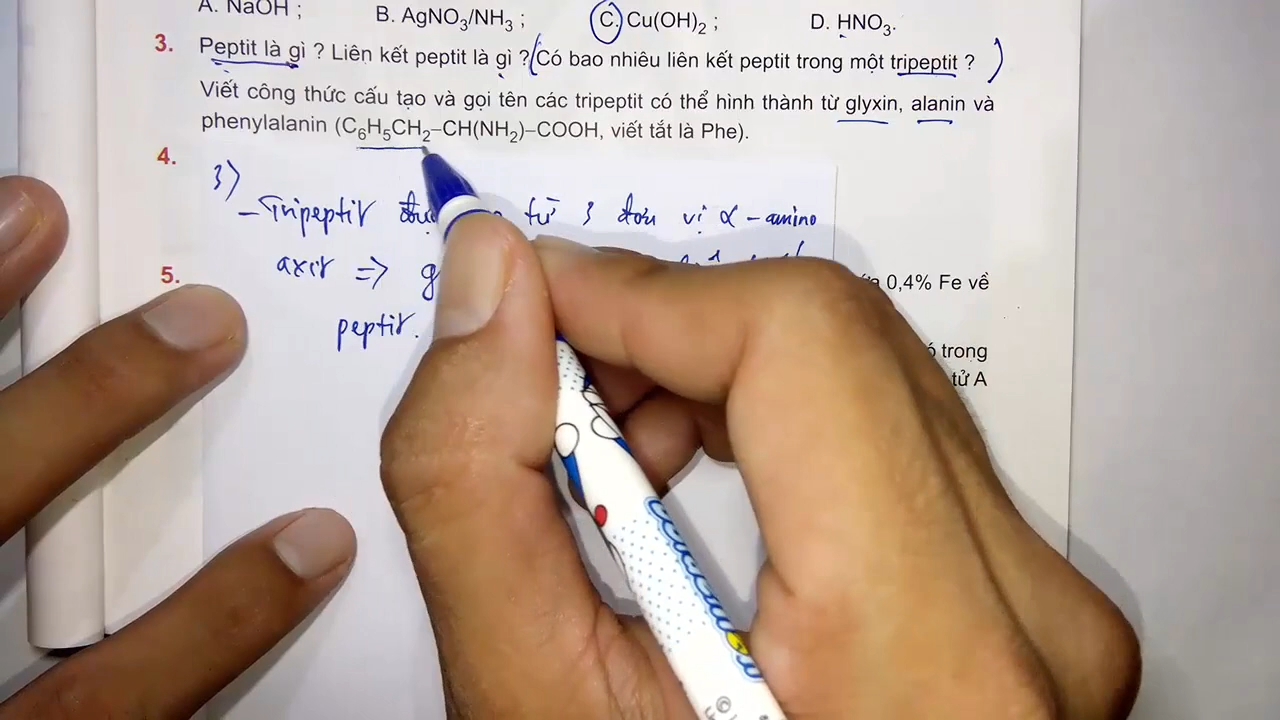 A. NaOH ; B. AgNO₃/NH₃ ; C. Cu(OH)₂ ; D. HNO₃.
3. Peptit là gì ? Liên kết peptit là gì ? Có bao nhiêu liên kết peptit trong một tripeptit ?
Viết công thức cấu tạo và gọi tên các tripeptit có thể hình thành từ glyxin, alanin và
phenylalanin (C₆H₅CH₂–CH(NH₂)–COOH, viết tắt là Phe).
4.
3)
- Tripeptit từ 3 đơn vị α - amino
axit =>
5. 0,4% Fe về
peptit.
trong
tử A